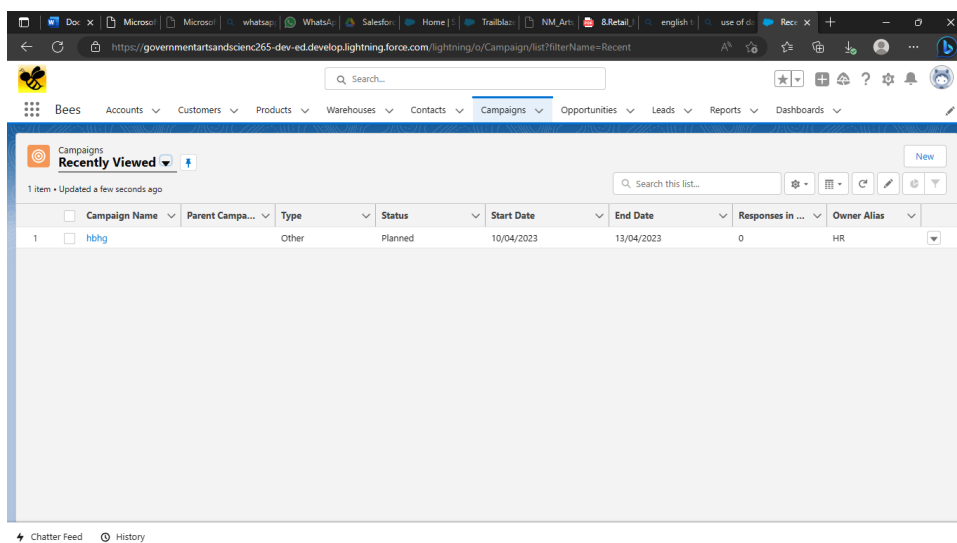 Doc
Microsof
Microsof
whatsap
WhatsAp
Salesforc
Home | S
Trailblaze
NM_Arts
8.Retail_
english t
use of da
Rece
https://governmentartsandscienc265-dev-ed.develop.lightning.force.com/lightning/o/Campaign/list?filterName=Recent
Search...
Bees
Accounts
Customers
Products
Warehouses
Contacts
Campaigns
Opportunities
Leads
Reports
Dashboards
Campaigns
Recently Viewed
New
1 item • Updated a few seconds ago
Search this list...
Campaign Name
Parent Campa...
Type
Status
Start Date
End Date
Responses in ...
Owner Alias
1
hbhg
Other
Planned
10/04/2023
13/04/2023
0
HR
Chatter Feed
History